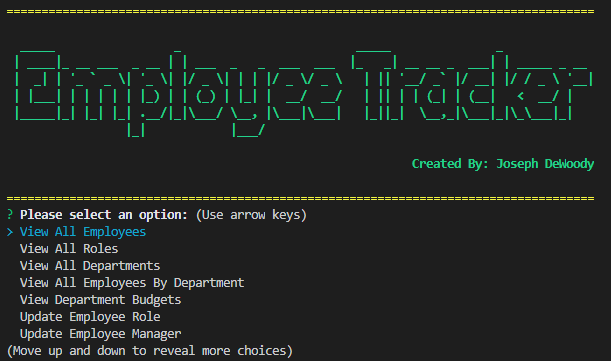 ====================================================================================
Employee Tracker
Created By: Joseph DeWoody
====================================================================================
? Please select an option: (Use arrow keys)
> View All Employees
View All Roles
View All Departments
View All Employees By Department
View Department Budgets
Update Employee Role
Update Employee Manager
(Move up and down to reveal more choices)